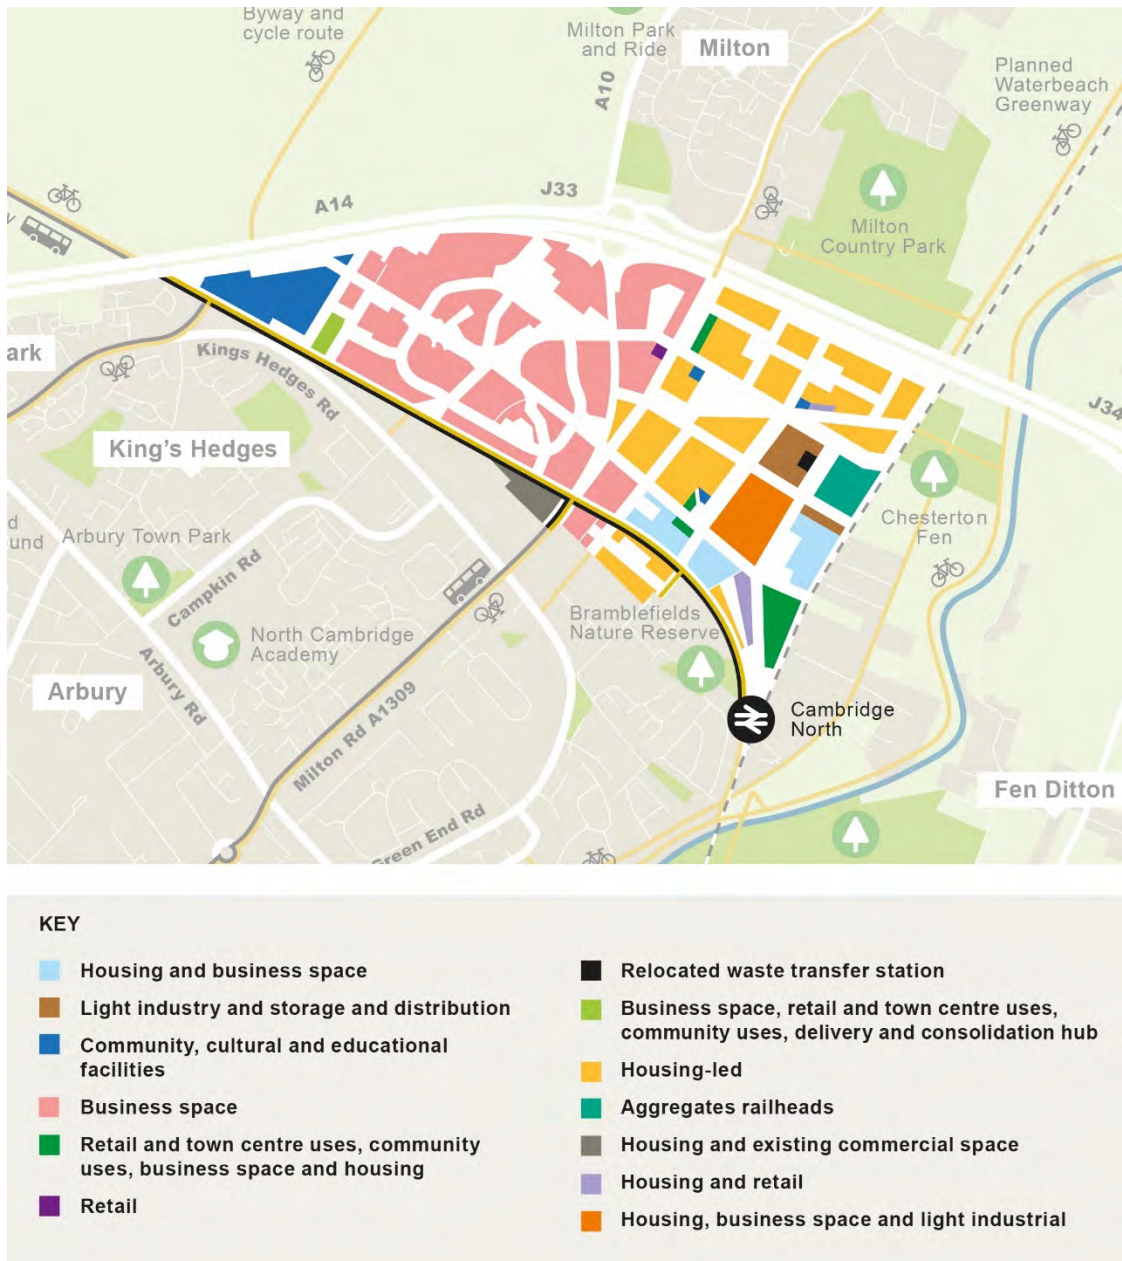 Byway and
cycle route
Milton Park
and Ride
Milton
Planned
Waterbeach
Greenway
A10
J33
A14
Milton
Country Park
J34
ark
Kings Hedges Rd
King's Hedges
Chesterton
Fen
Arbury Town Park
Campkin Rd
North Cambridge
Academy
Bramblefields
Nature Reserve
Arbury
Arbury Rd
Milton Rd A1309
Cambridge
North
Fen Ditton
Green End Rd
KEY
Housing and business space
Light industry and storage and distribution
Community, cultural and educational
facilities
Business space
Retail and town centre uses, community
uses, business space and housing
Retail
Relocated waste transfer station
Business space, retail and town centre uses,
community uses, delivery and consolidation hub
Housing-led
Aggregates railheads
Housing and existing commercial space
Housing and retail
Housing, business space and light industrial